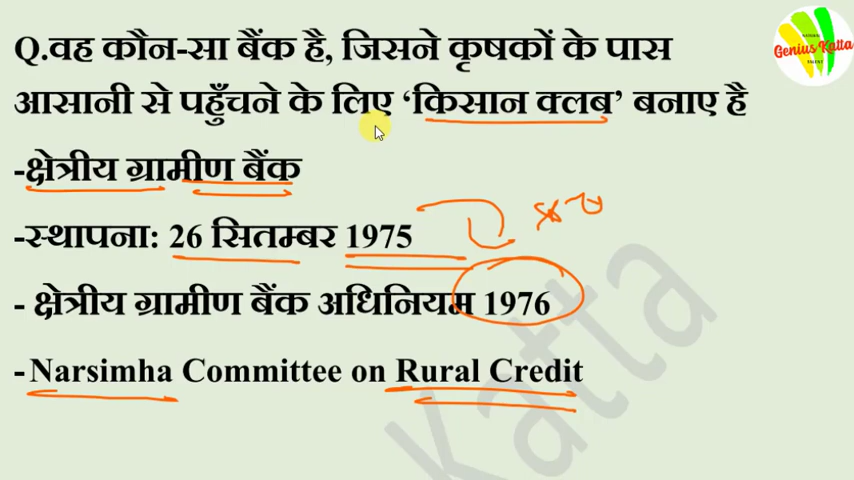 Q.वह कौन-सा बैंक है, जिसने कृषकों के पास
आसानी से पहुँचने के लिए ‘किसान क्लब’ बनाए है
-क्षेत्रीय ग्रामीण बैंक
-स्थापना: 26 सितम्बर 1975
- क्षेत्रीय ग्रामीण बैंक अधिनियम 1976
-Narsimha Committee on Rural Credit
Genius Katta
Katta